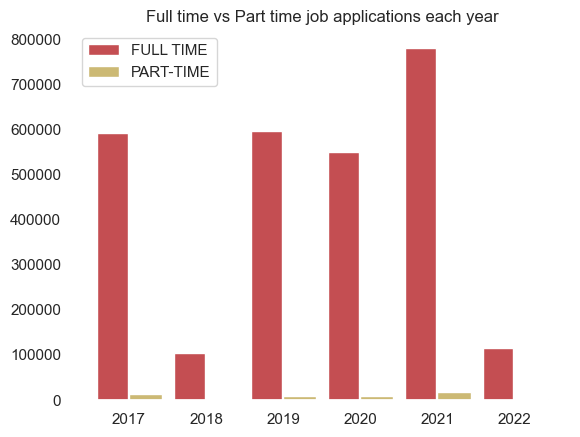 Full time vs Part time job applications each year
800000
700000
600000
500000
400000
300000
200000
100000
0
FULL TIME
PART-TIME
2017 2018 2019 2020 2021 2022